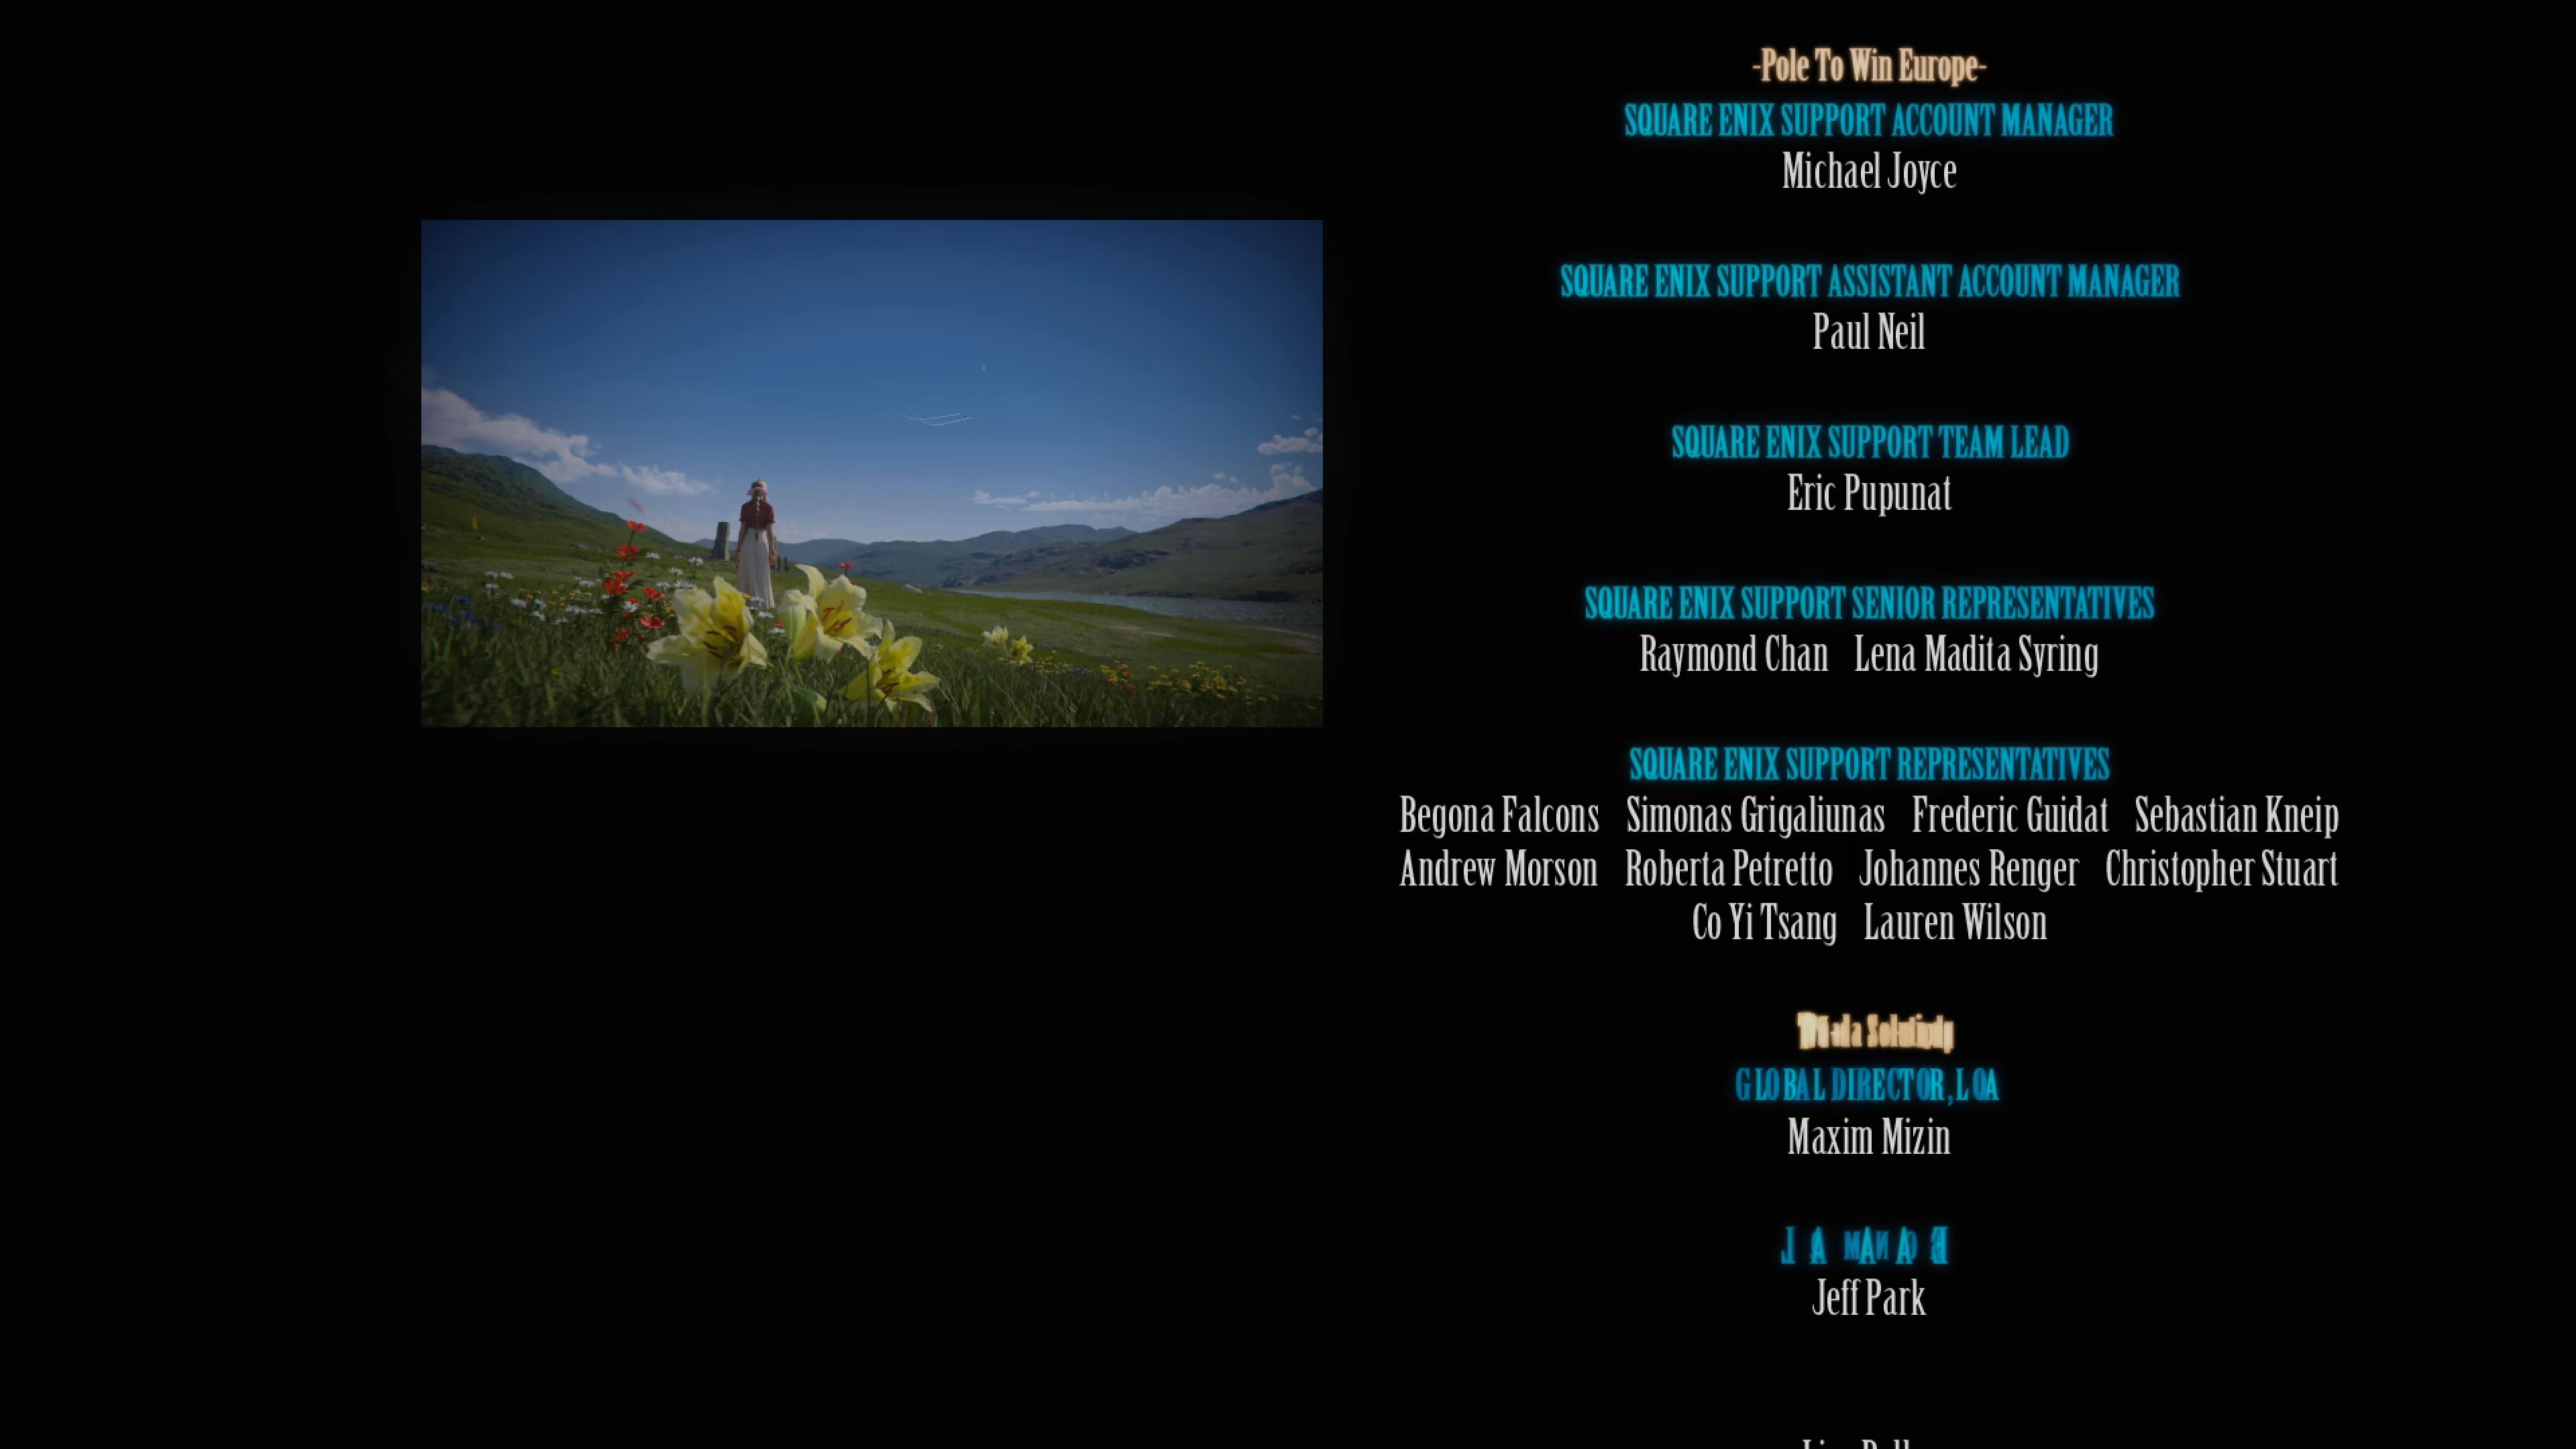 -Pole To Win Europe-
SQUARE ENIX SUPPORT ACCOUNT MANAGER
Michael Joyce
SQUARE ENIX SUPPORT ASSISTANT ACCOUNT MANAGER
Paul Neil
SQUARE ENIX SUPPORT TEAM LEAD
Eric Pupunat
SQUARE ENIX SUPPORT SENIOR REPRESENTATIVES
Raymond Chan Lena Madita Syring
SQUARE ENIX SUPPORT REPRESENTATIVES
Begona Falcons Simonas Grigaliunas Frederic Guidat Sebastian Kneip
Andrew Morson Roberta Petretto Johannes Renger Christopher Stuart
Co Yi Tsang Lauren Wilson
GLOBAL DIRECTOR, LQA
Maxim Mizin
Jeff Park